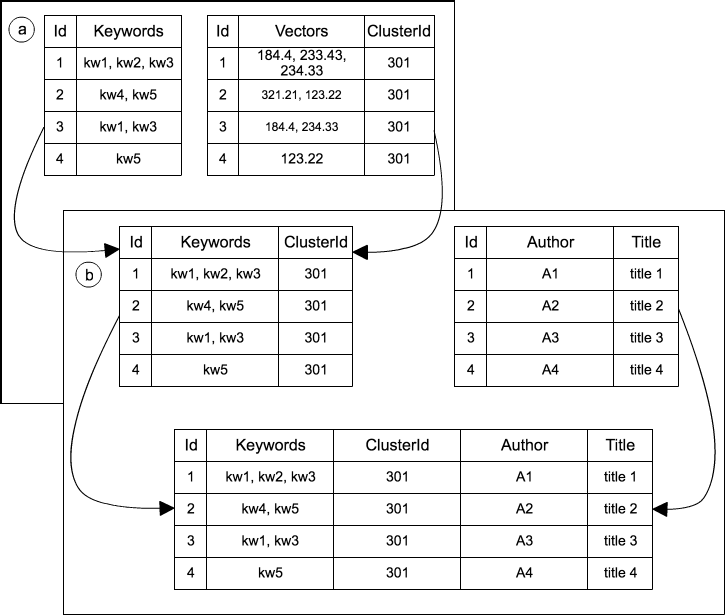 a
Id Keywords
1 kw1, kw2, kw3
2 kw4, kw5
3 kw1, kw3
4 kw5
Id Vectors ClusterId
1 184.4, 233.43,
234.33 301
2 321.21, 123.22 301
3 184.4, 234.33 301
4 123.22 301
b
Id Keywords ClusterId
1 kw1, kw2, kw3 301
2 kw4, kw5 301
3 kw1, kw3 301
4 kw5 301
Id Author Title
1 A1 title 1
2 A2 title 2
3 A3 title 3
4 A4 title 4
Id Keywords ClusterId Author Title
1 kw1, kw2, kw3 301 A1 title 1
2 kw4, kw5 301 A2 title 2
3 kw1, kw3 301 A3 title 3
4 kw5 301 A4 title 4